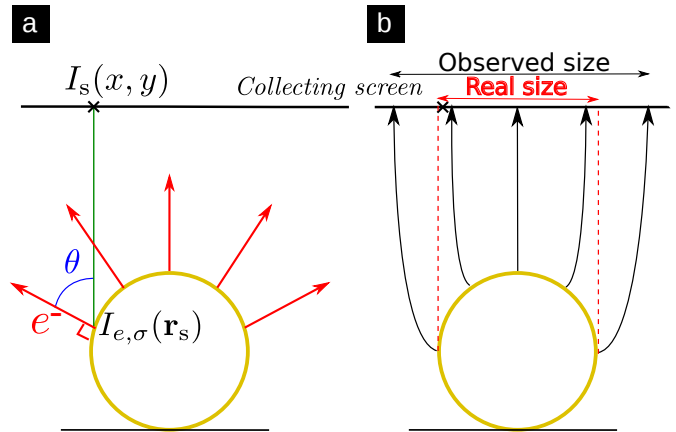 a
b
I_s(x, y)
Collecting screen
Observed size
Real size
θ
e-
I_{e,σ}(r_s)